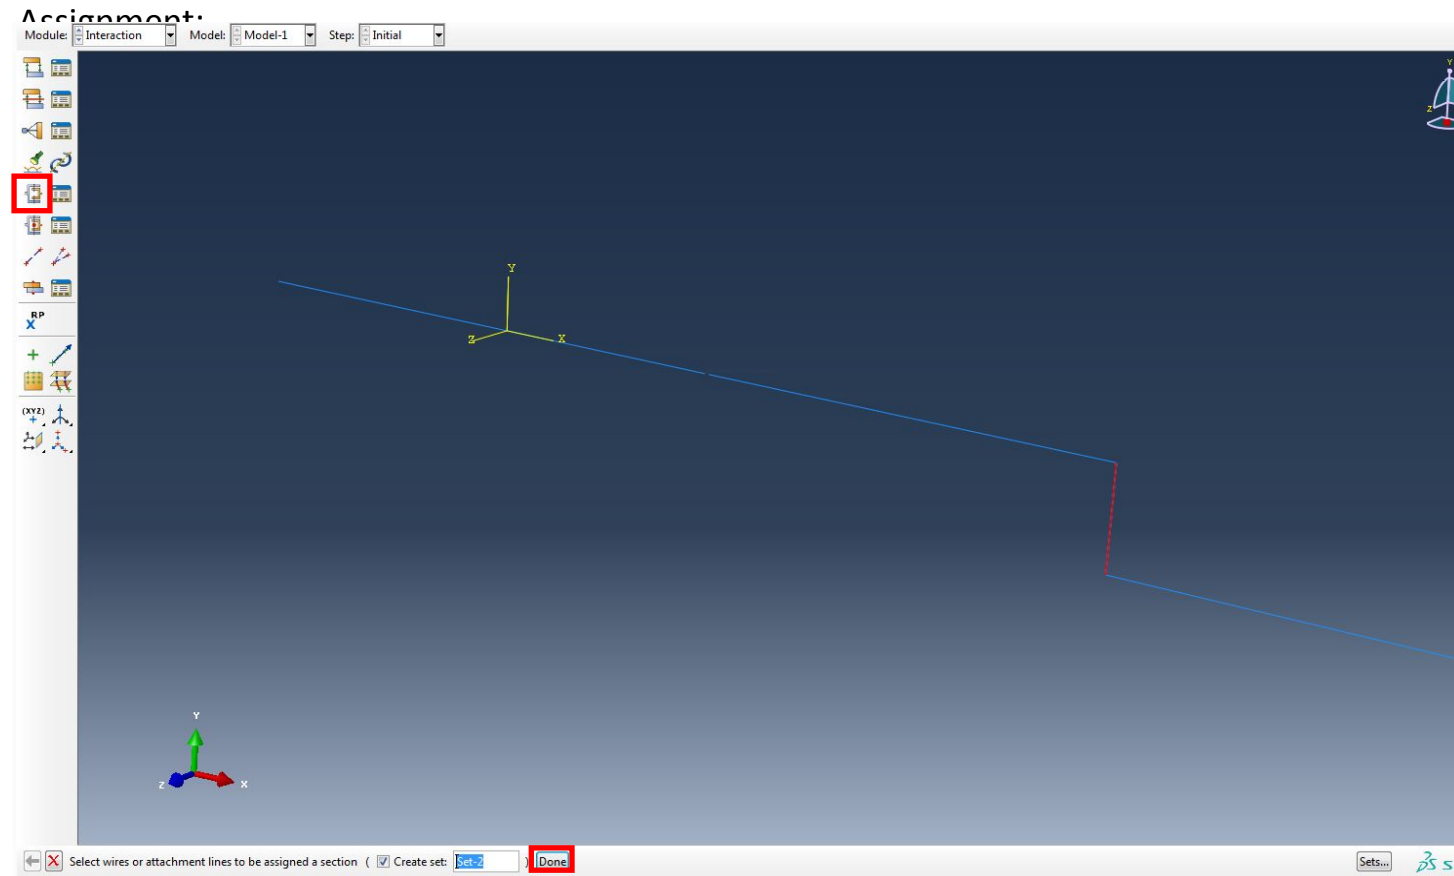 Assignment:
Module: Interaction Model: Model-1 Step: Initial
Y
Z
RP
X
(XYZ)
Y
Z X
Y
Z X
Select wires or attachment lines to be assigned a section ( Create set: Set-2 ) Done Sets... S